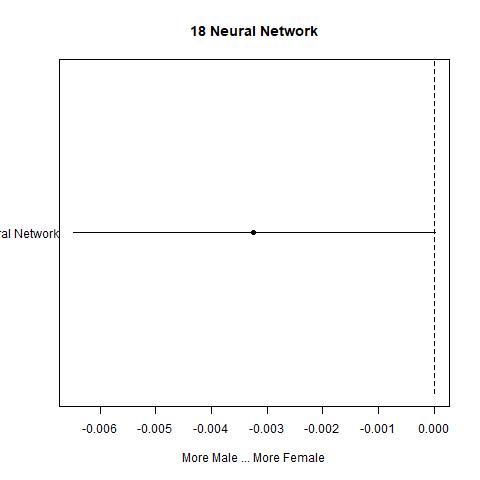 18 Neural Network
ral Network
-0.006 -0.005 -0.004 -0.003 -0.002 -0.001 0.000
More Male ... More Female